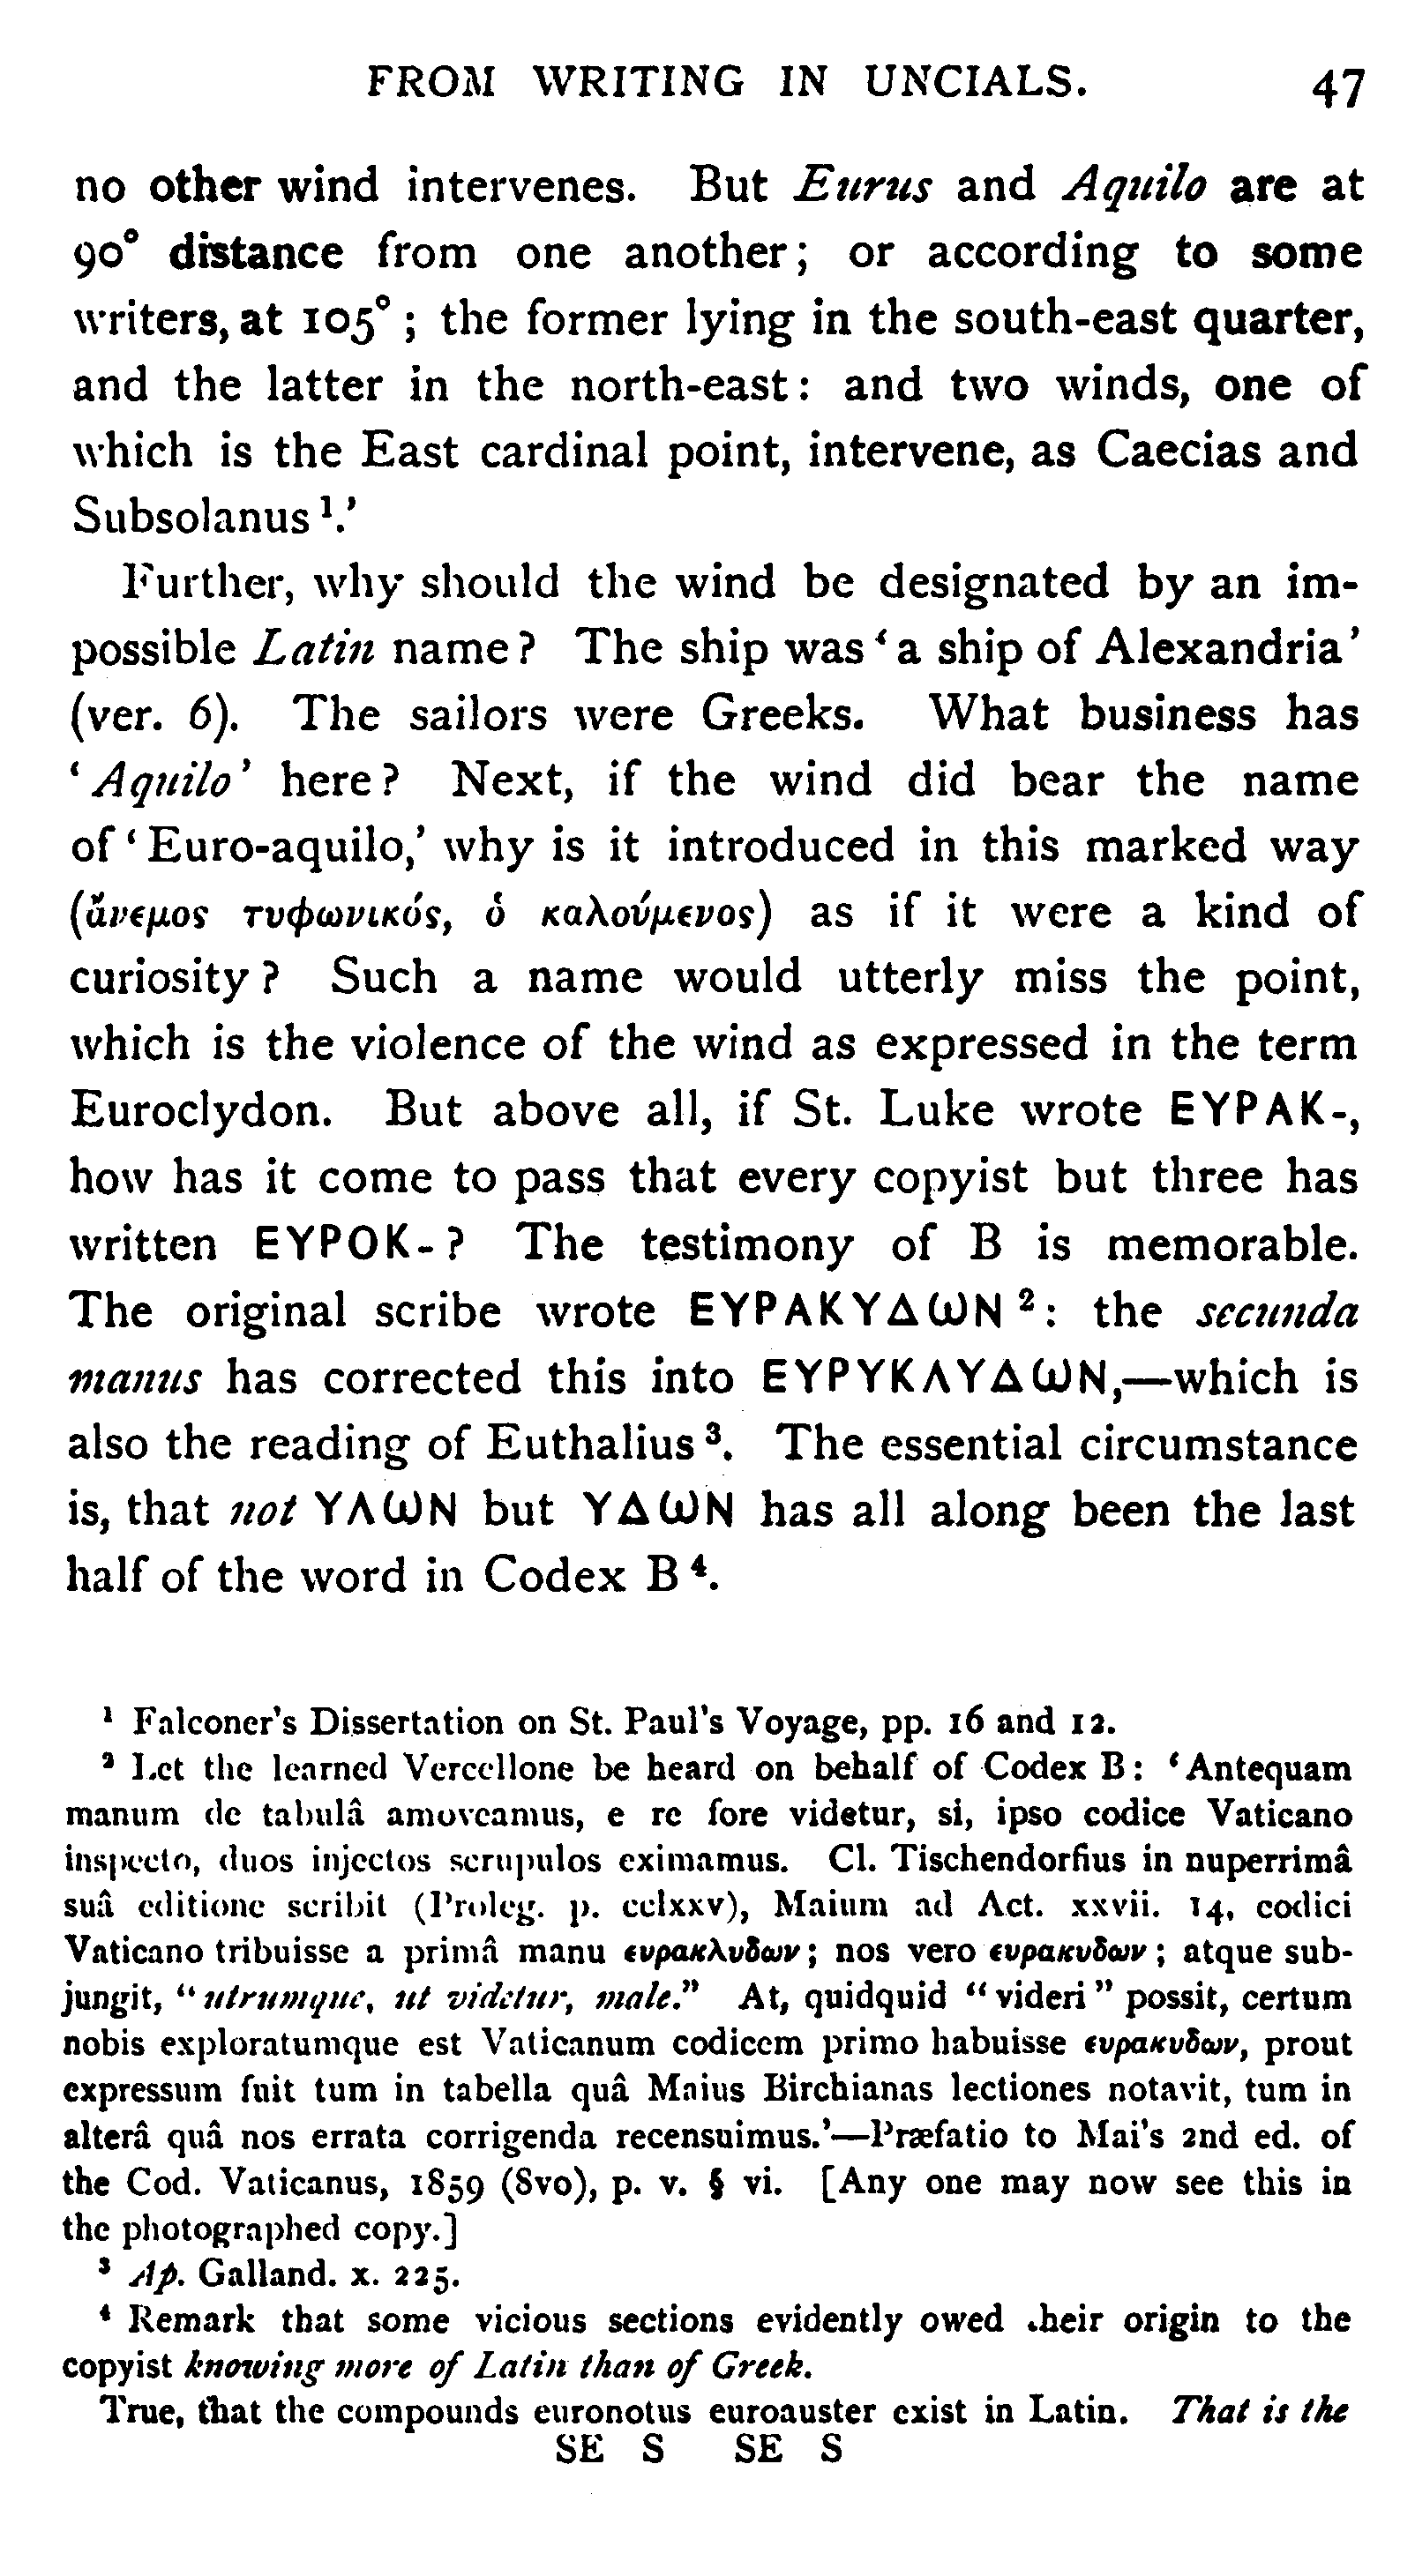 FROM WRITING IN UNCIALS. 47
no other wind intervenes. But Eurus and Aquilo are at
90° distance from one another; or according to some
writers, at 105°; the former lying in the south-east quarter,
and the latter in the north-east: and two winds, one of
which is the East cardinal point, intervene, as Caecias and
Subsolanus ¹.’
Further, why should the wind be designated by an im-
possible Latin name? The ship was ‘a ship of Alexandria’
(ver. 6). The sailors were Greeks. What business has
‘Aquilo’ here? Next, if the wind did bear the name
of ‘Euro-aquilo,’ why is it introduced in this marked way
(ἄνεμος τυφωνικός, ὁ καλούμενος) as if it were a kind of
curiosity? Such a name would utterly miss the point,
which is the violence of the wind as expressed in the term
Euroclydon. But above all, if St. Luke wrote ΕΥΡΑΚ-,
how has it come to pass that every copyist but three has
written ΕΥΡΟΚ-? The testimony of B is memorable.
The original scribe wrote ΕΥΡΑΚΥΔΩΝ ²: the secunda
manus has corrected this into ΕΥΡΥΚΛΥΔΩΝ,—which is
also the reading of Euthalius ³. The essential circumstance
is, that not ΥΛΩΝ but ΥΔΩΝ has all along been the last
half of the word in Codex B ⁴.
¹ Falconer's Dissertation on St. Paul's Voyage, pp. 16 and 12.
² Let the learned Vercellone be heard on behalf of Codex B: ‘Antequam
manum de tabulâ amoveamus, e re fore videtur, si, ipso codice Vaticano
inspecto, duos injectos scrupulos eximamus. Cl. Tischendorfius in nuperrimâ
suâ editione scribit (Proleg. p. cclxxv), Maium ad Act. xxvii. 14, codici
Vaticano tribuisse a primâ manu ευρακλυδων; nos vero ευρακυδων; atque sub-
jungit, “utrumque, ut videtur, male.” At, quidquid “videri” possit, certum
nobis exploratumque est Vaticanum codicem primo habuisse ευρακυδων, prout
expressum fuit tum in tabella quâ Maius Birchianas lectiones notavit, tum in
alterâ quâ nos errata corrigenda recensuimus.’—Præfatio to Mai's 2nd ed. of
the Cod. Vaticanus, 1859 (8vo), p. v. § vi. [Any one may now see this in
the photographed copy.]
³ Ap. Galland. x. 225.
⁴ Remark that some vicious sections evidently owed their origin to the
copyist knowing more of Latin than of Greek.
True, that the compounds euronotus euroauster exist in Latin. That is the
SE S SE S